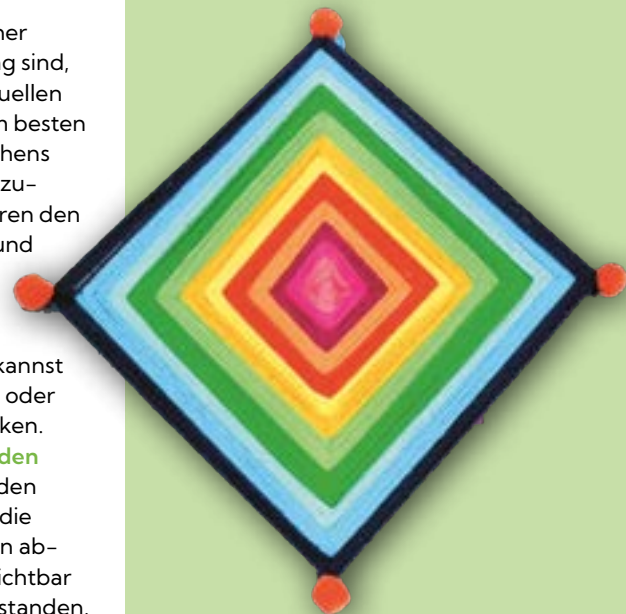 ner
g sind,
uellen
n besten
hens
zu-
ren den
und
kannst
oder
ken.
den
den
die
n ab-
ichtbar
standen.